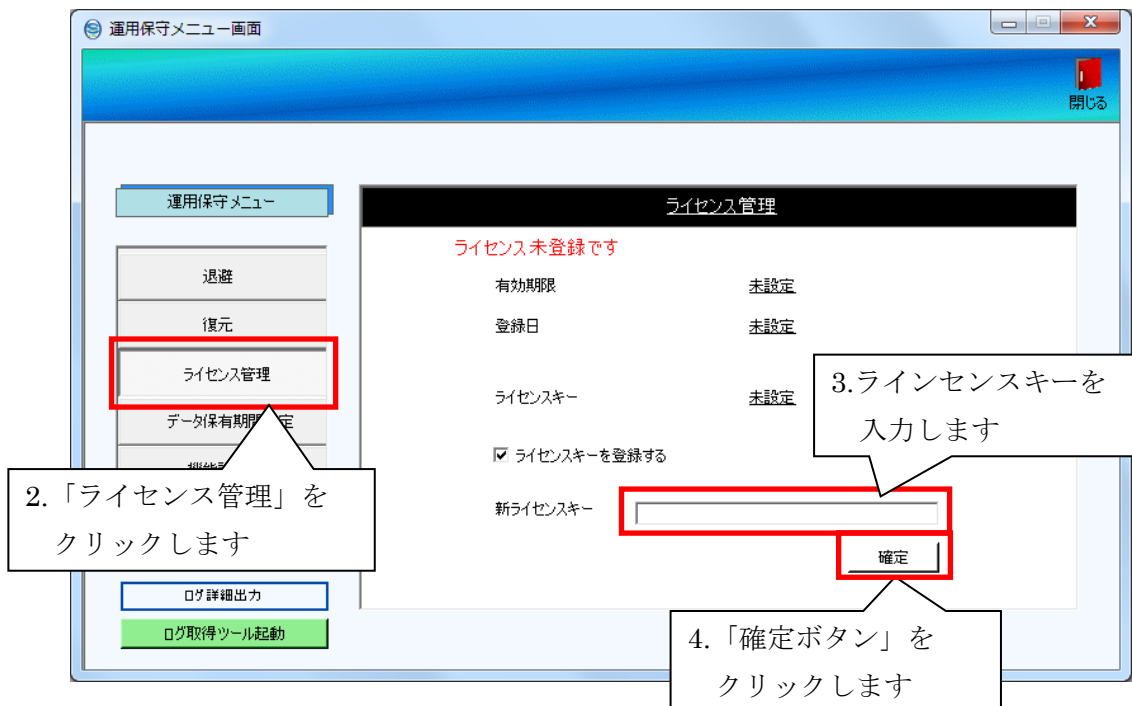 運用保守メニュー画面
閉じる
運用保守メニュー
退避
復元
ライセンス管理
ライセンス管理
ライセンス未登録です
有効期限 未設定
登録日 未設定
ライセンスキー 未設定
ライセンスキーを登録する
新ライセンスキー
確定
2.「ライセンス管理」を
クリックします
3.ラインセンスキーを
入力します
4.「確定ボタン」を
クリックします
ログ詳細出力
ログ取得ツール起動